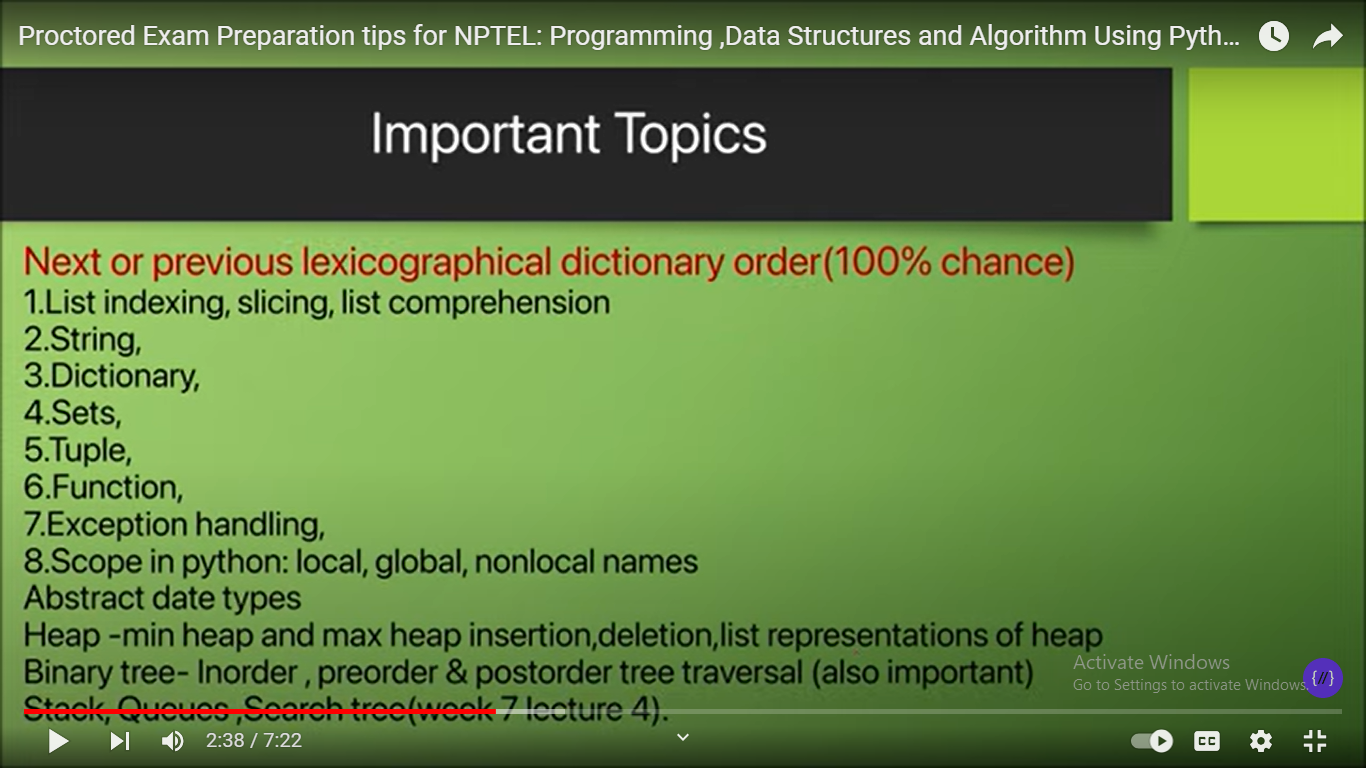 Proctored Exam Preparation tips for NPTEL: Programming ,Data Structures and Algorithm Using Pyth...
Important Topics
Next or previous lexicographical dictionary order(100% chance)
1.List indexing, slicing, list comprehension
2.String,
3.Dictionary,
4.Sets,
5.Tuple,
6.Function,
7.Exception handling,
8.Scope in python: local, global, nonlocal names
Abstract date types
Heap -min heap and max heap insertion,deletion,list representations of heap
Binary tree- Inorder , preorder & postorder tree traversal (also important)
Stack, Queues ,Search tree(week 7 lecture 4).
Activate Windows
Go to Settings to activate Windows.
{//}
2:38 / 7:22
CC